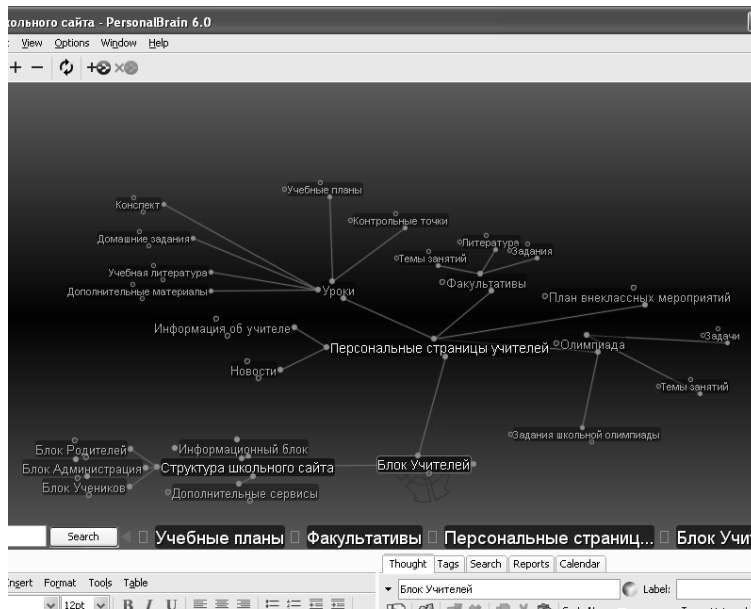 кольного сайта - PersonalBrain 6.0
View Options Window Help
Учебные планы
Конспект
Контрольные точки
Домашние задания
Литература
Задания
Темы занятий
Учебная литература
Факультативы
Дополнительные материалы
Уроки
План внеклассных мероприятий
Информация об учителе
Задачи
Персональные страницы учителей
Олимпиада
Новости
Темы занятий
Задания школьной олимпиады
Блок Родителей
Информационный блок
Блок Администрация
Структура школьного сайта
Блок Учителей
Блок Учеников
Дополнительные сервисы
Search
Учебные планы Факультативы Персональные страниц... Блок Учи
Thought Tags Search Reports Calendar
Insert Format Tools Table
Блок Учителей
Label:
12pt B I U